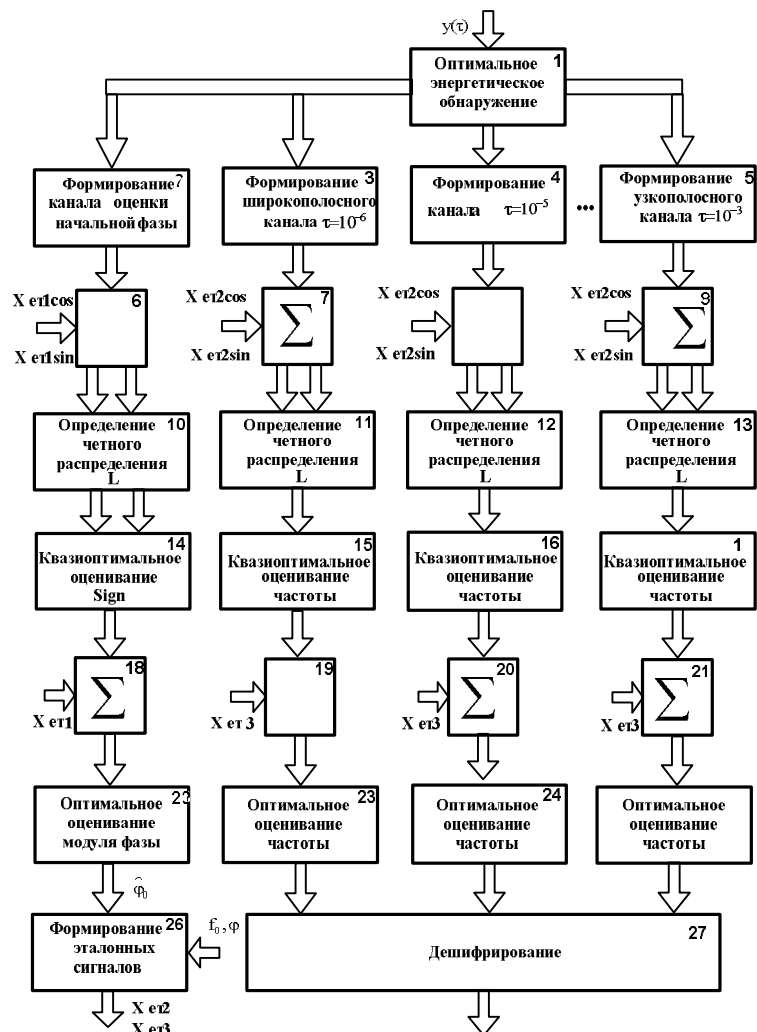 y(τ)
Оптимальное 1
энергетическое
обнаружение
Формирование 7
канала оценки
начальной фазы
Формирование 3
широкополосного
канала τ=10⁻⁶
Формирование 4
канала τ=10⁻⁵
...
Формирование 5
узкополосного
канала τ=10⁻³
X ет1cos
6
X ет1sin
X ет2cos
7
∑
X ет2sin
X ет2cos
X ет2sin
X ет2cos
9
∑
X ет2sin
Определение 10
четного
распределения
L
Определение 11
четного
распределения
L
Определение 12
четного
распределения
L
Определение 13
четного
распределения
L
14
Квазиоптимальное
оценивание
Sign
15
Квазиоптимальное
оценивание
частоты
16
Квазиоптимальное
оценивание
частоты
1
Квазиоптимальное
оценивание
частоты
18
∑
X ет1
19
X ет 3
20
∑
X ет3
21
∑
X ет3
Оптимальное 23
оценивание
модуля фазы
Оптимальное 23
оценивание
частоты
Оптимальное 24
оценивание
частоты
Оптимальное
оценивание
частоты
φ̂₀
Формирование 26
эталонных
сигналов
f₀, φ
27
Дешифрирование
X ет2
X ет3